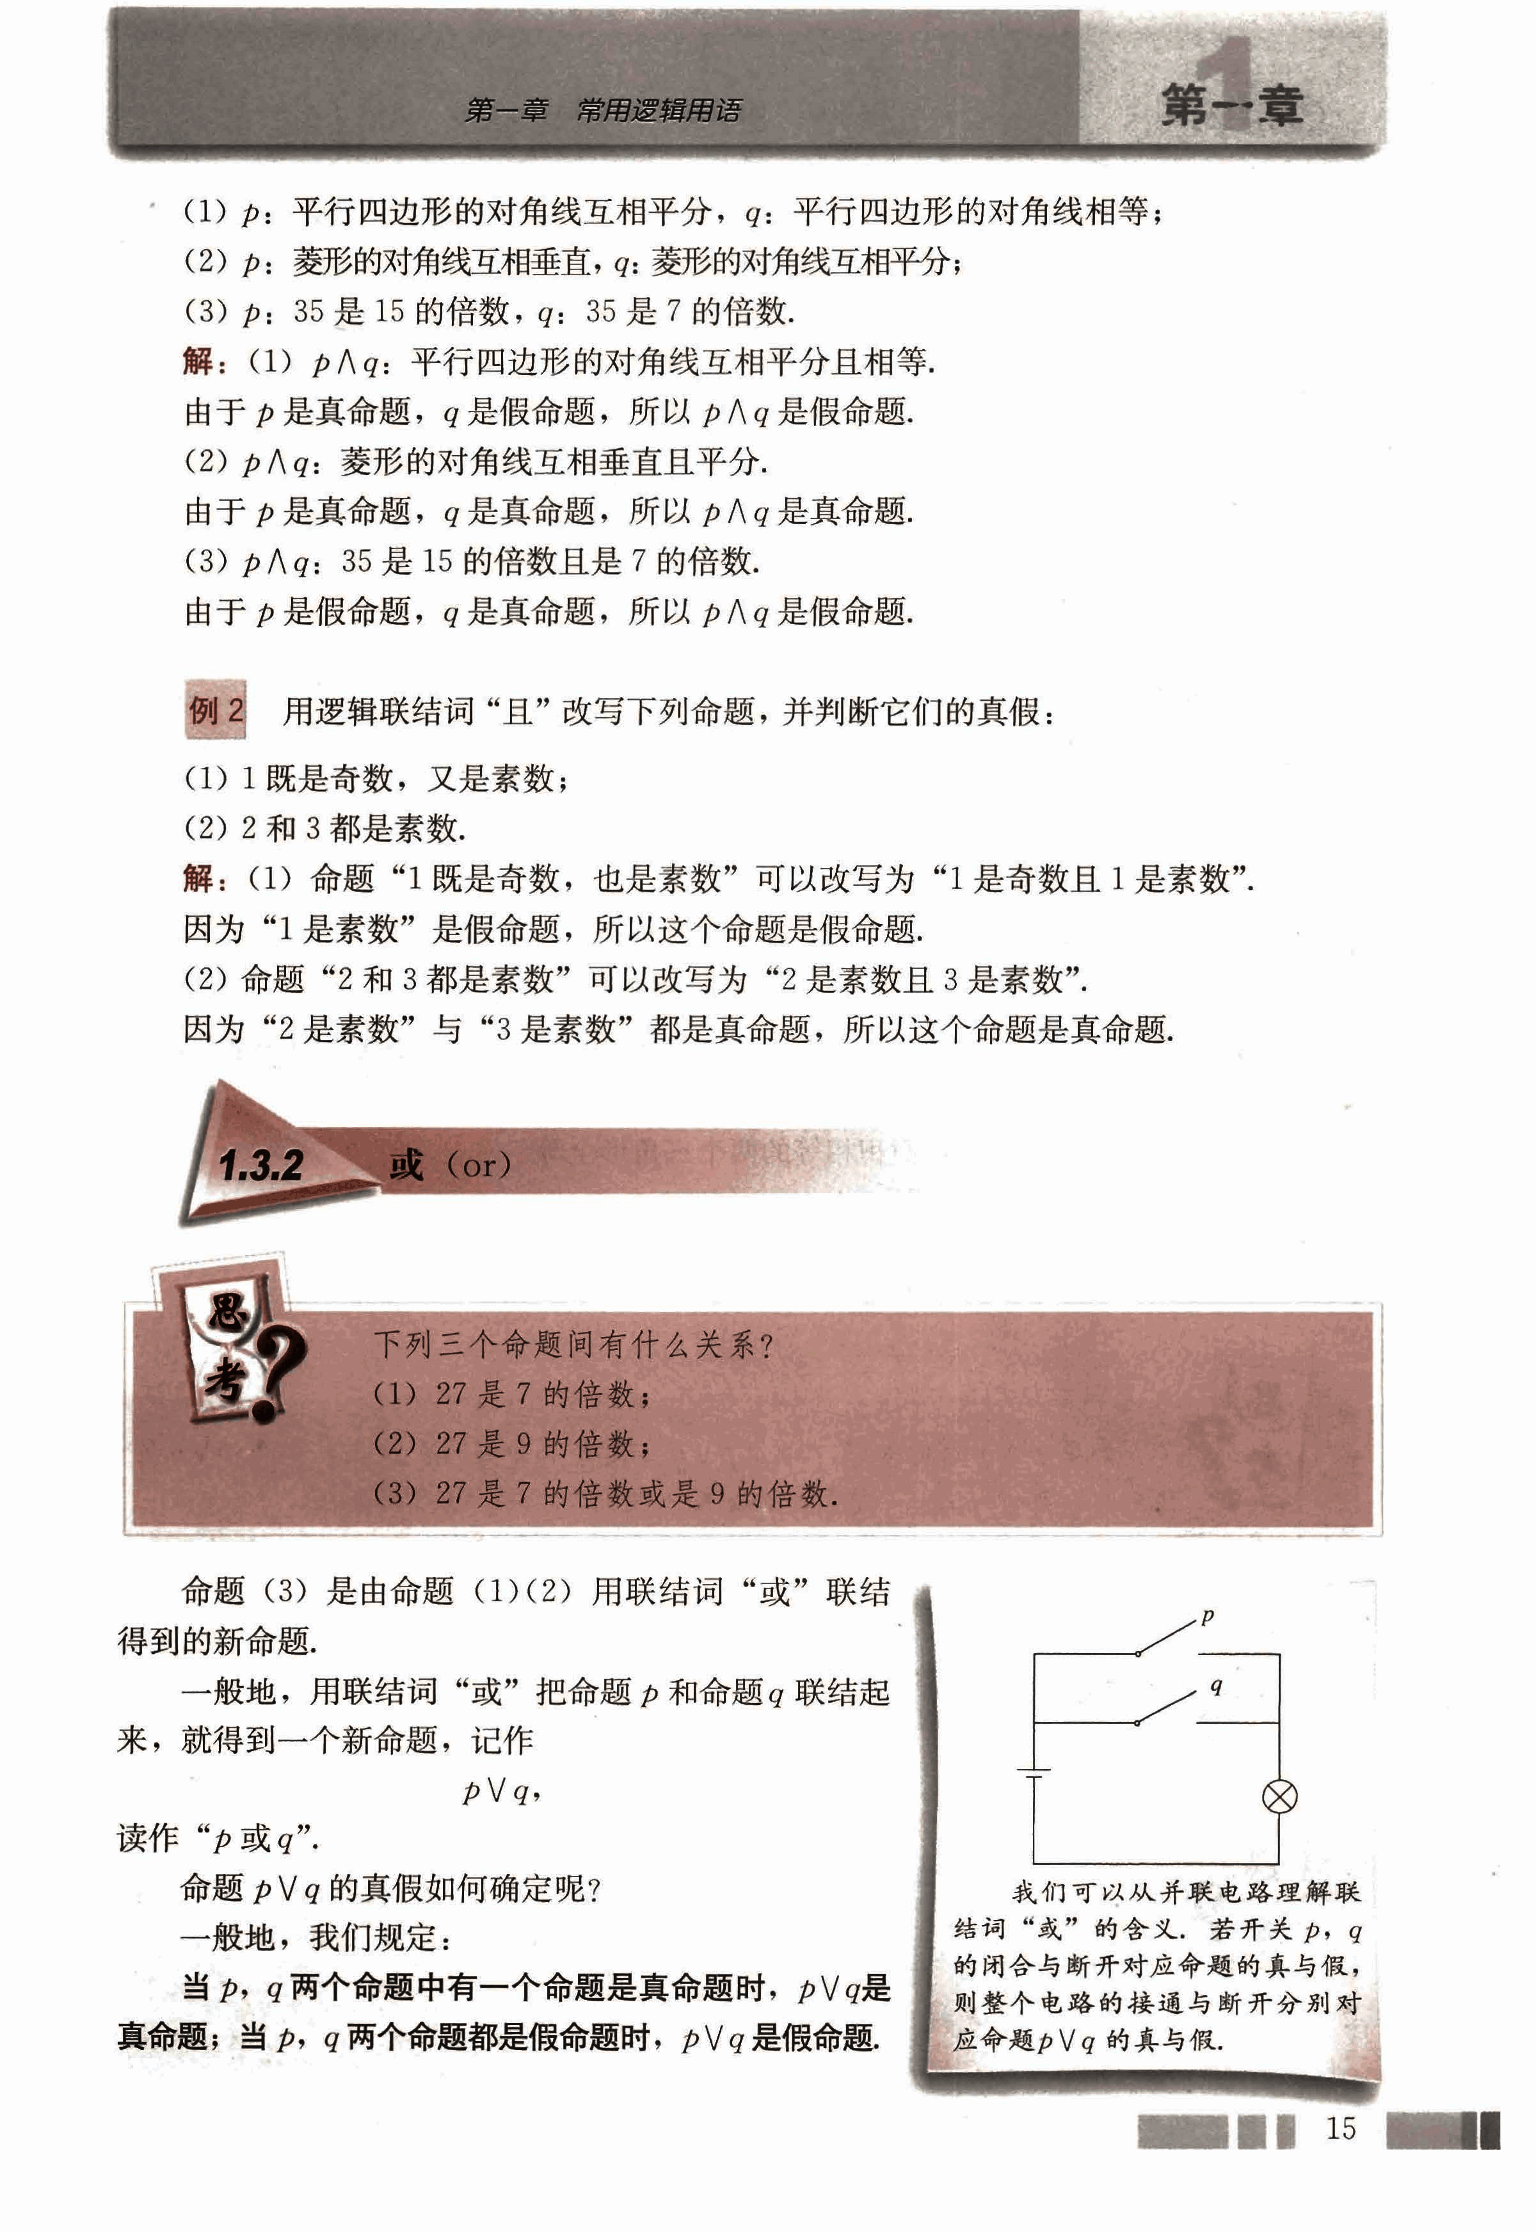 第一章 常用逻辑用语
第一章
(1) p：平行四边形的对角线互相平分，q：平行四边形的对角线相等；
(2) p：菱形的对角线互相垂直，q：菱形的对角线互相平分；
(3) p：35 是 15 的倍数，q：35 是 7 的倍数.
解：(1) p∧q：平行四边形的对角线互相平分且相等.
由于 p 是真命题，q 是假命题，所以 p∧q 是假命题.
(2) p∧q：菱形的对角线互相垂直且平分.
由于 p 是真命题，q 是真命题，所以 p∧q 是真命题.
(3) p∧q：35 是 15 的倍数且是 7 的倍数.
由于 p 是假命题，q 是真命题，所以 p∧q 是假命题.
例 2 用逻辑联结词“且”改写下列命题，并判断它们的真假：
(1) 1 既是奇数，又是素数；
(2) 2 和 3 都是素数.
解：(1) 命题“1 既是奇数，也是素数”可以改写为“1 是奇数且 1 是素数”.
因为“1 是素数”是假命题，所以这个命题是假命题.
(2) 命题“2 和 3 都是素数”可以改写为“2 是素数且 3 是素数”.
因为“2 是素数”与“3 是素数”都是真命题，所以这个命题是真命题.
1.3.2 或（or）
思考？
下列三个命题间有什么关系？
(1) 27 是 7 的倍数；
(2) 27 是 9 的倍数；
(3) 27 是 7 的倍数或是 9 的倍数.
命题（3）是由命题（1）（2）用联结词“或”联结
得到的新命题.
一般地，用联结词“或”把命题 p 和命题 q 联结起
来，就得到一个新命题，记作
p∨q，
读作“p 或 q”.
命题 p∨q 的真假如何确定呢？
一般地，我们规定：
当 p，q 两个命题中有一个命题是真命题时，p∨q 是
真命题；当 p，q 两个命题都是假命题时，p∨q 是假命题.
p
q
我们可以从并联电路理解联
结词“或”的含义. 若开关 p，q
的闭合与断开对应命题的真与假，
则整个电路的接通与断开分别对
应命题 p∨q 的真与假.
15